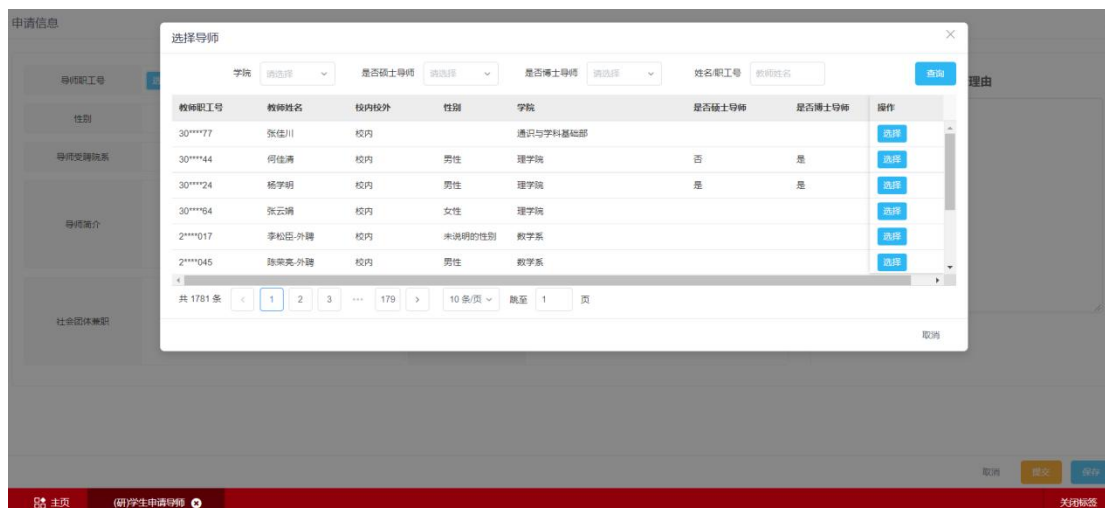 申请信息
选择导师
学院 请选择 是否硕士导师 请选择 是否博士导师 请选择 姓名/职工号 教师姓名 查询
导师职工号
理由
教师职工号 教师姓名 校内校外 性别 学院 是否硕士导师 是否博士导师 操作
性别
30****77 张佳川 校内 通识与学科基础部 选择
导师受聘院系
30****44 何佳清 校内 男性 理学院 否 是 选择
30****24 杨学明 校内 男性 理学院 是 是 选择
30****64 张云娟 校内 女性 理学院 选择
导师简介
2****017 李松臣-外聘 校内 未说明的性别 数学系 选择
2****045 陈荣亮-外聘 校内 男性 数学系 选择
共 1781 条 1 2 3 ··· 179 10 条/页 跳至 1 页
社会团体兼职
取消
取消 提交 保存
主页 (研)学生申请导师 关闭标签